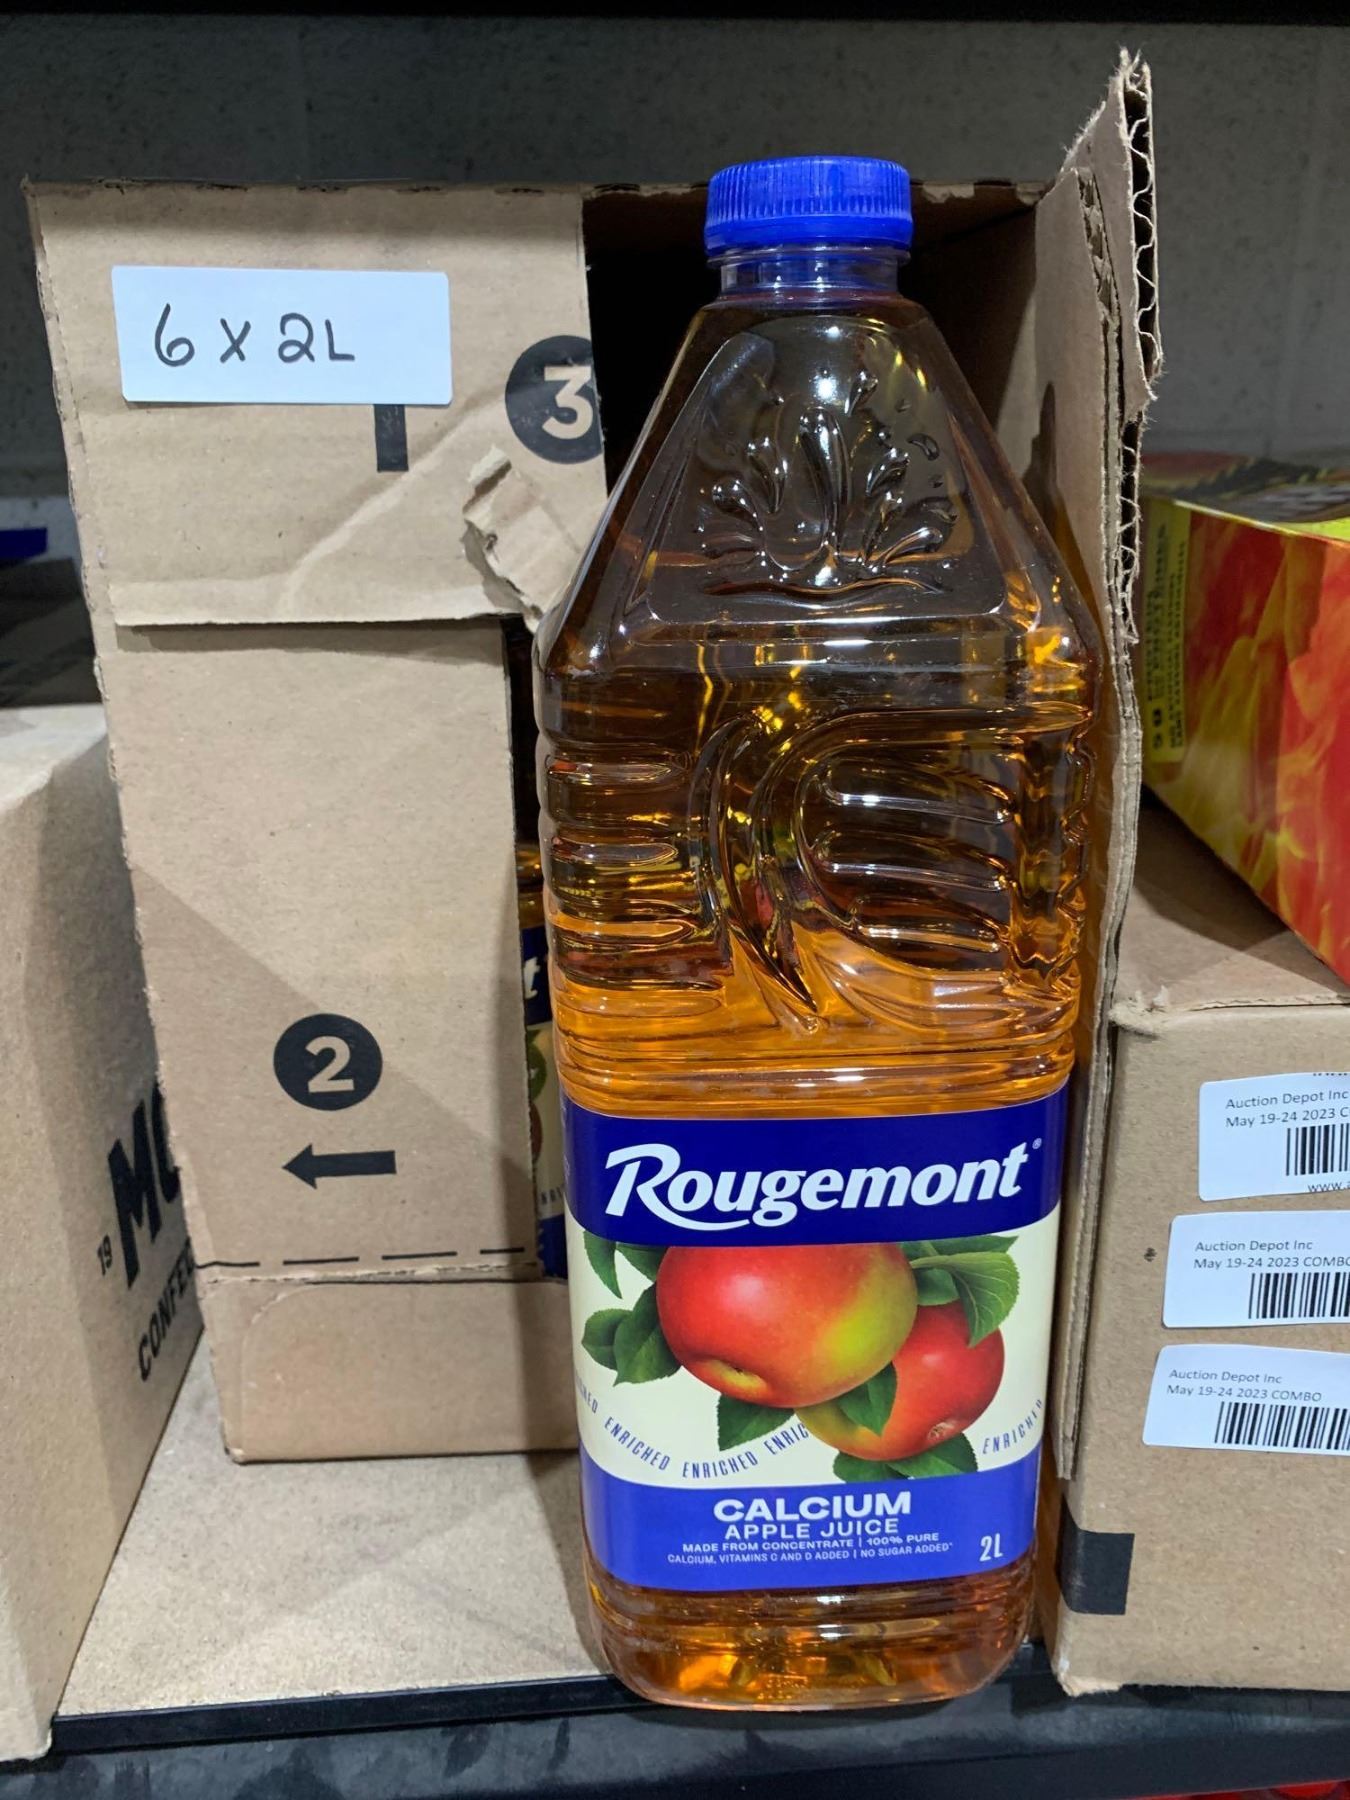 6 x 2L
3
2
Rougemont®
ENRICHED ENRICHED
ENRICHED
CALCIUM
APPLE JUICE
MADE FROM CONCENTRATE | 100% PURE
CALCIUM, VITAMINS C AND D ADDED | NO SUGAR ADDED*
2L
19
Auction Depot Inc
May 19-24 2023
Auction Depot Inc
May 19-24 2023 COMBO
Auction Depot Inc
May 19-24 2023 COMBO